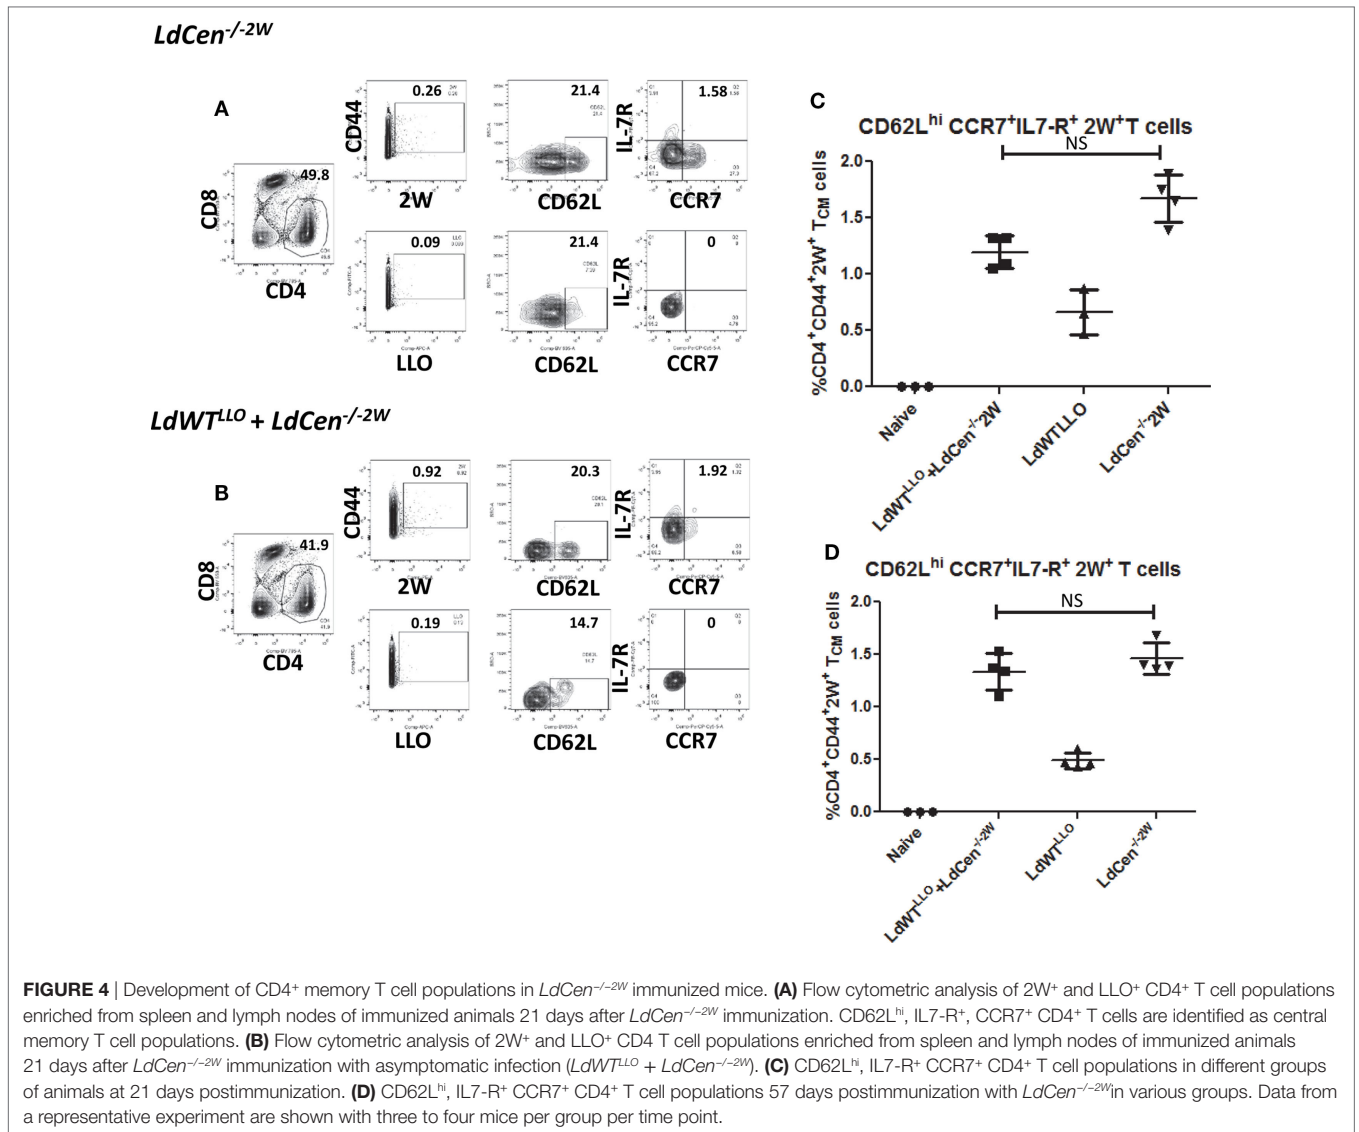 LdCen-/-2W
A
49.8
CD8
CD4
0.26
CD44
2W
21.4
CD62L
21.4
CD62L
1.58
IL-7R
CCR7
0.09
LLO
21.4
CD62L
7.20
CD62L
0
IL-7R
CCR7
LdWTLLO + LdCen-/-2W
B
41.9
CD8
CD4
0.92
CD44
2W
20.3
CD62L
CD62L
1.92
IL-7R
CCR7
0.19
LLO
14.7
CD62L
14.7
CD62L
0
IL-7R
CCR7
C
CD62Lhi CCR7+IL7-R+ 2W+T cells
NS
%CD4+CD44+2W+ TCM cells
2.0
1.5
1.0
0.5
0.0
Naive
LdWTLLO+LdCen-/-2W
LdWTLLO
LdCen-/-2W
D
CD62Lhi CCR7+IL7-R+ 2W+ T cells
NS
%CD4+CD44+2W+ TCM cells
2.0
1.5
1.0
0.5
0.0
Naive
LdWTLLO+LdCen-/-2W
LdWTLLO
LdCen-/-2W
FIGURE 4 | Development of CD4+ memory T cell populations in LdCen−/−2W immunized mice. (A) Flow cytometric analysis of 2W+ and LLO+ CD4+ T cell populations
enriched from spleen and lymph nodes of immunized animals 21 days after LdCen−/−2W immunization. CD62Lhi, IL7-R+, CCR7+ CD4+ T cells are identified as central
memory T cell populations. (B) Flow cytometric analysis of 2W+ and LLO+ CD4 T cell populations enriched from spleen and lymph nodes of immunized animals
21 days after LdCen−/−2W immunization with asymptomatic infection (LdWTLLO + LdCen−/−2W). (C) CD62Lhi, IL7-R+ CCR7+ CD4+ T cell populations in different groups
of animals at 21 days postimmunization. (D) CD62Lhi, IL7-R+ CCR7+ CD4+ T cell populations 57 days postimmunization with LdCen−/−2Win various groups. Data from
a representative experiment are shown with three to four mice per group per time point.